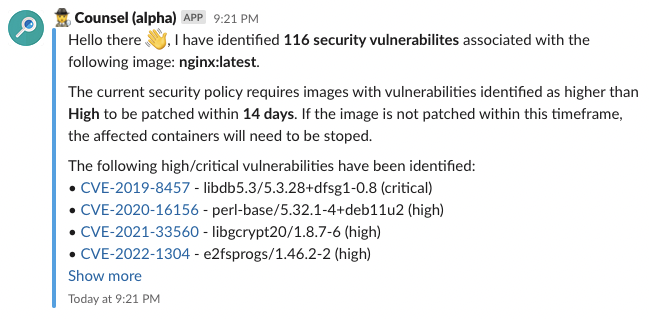 Counsel (alpha) APP 9:21 PM
Hello there 👋, I have identified 116 security vulnerabilites associated with the
following image: nginx:latest.
The current security policy requires images with vulnerabilities identified as higher than
High to be patched within 14 days. If the image is not patched within this timeframe,
the affected containers will need to be stoped.
The following high/critical vulnerabilities have been identified:
• CVE-2019-8457 - libdb5.3/5.3.28+dfsg1-0.8 (critical)
• CVE-2020-16156 - perl-base/5.32.1-4+deb11u2 (high)
• CVE-2021-33560 - libgcrypt20/1.8.7-6 (high)
• CVE-2022-1304 - e2fsprogs/1.46.2-2 (high)
Show more
Today at 9:21 PM